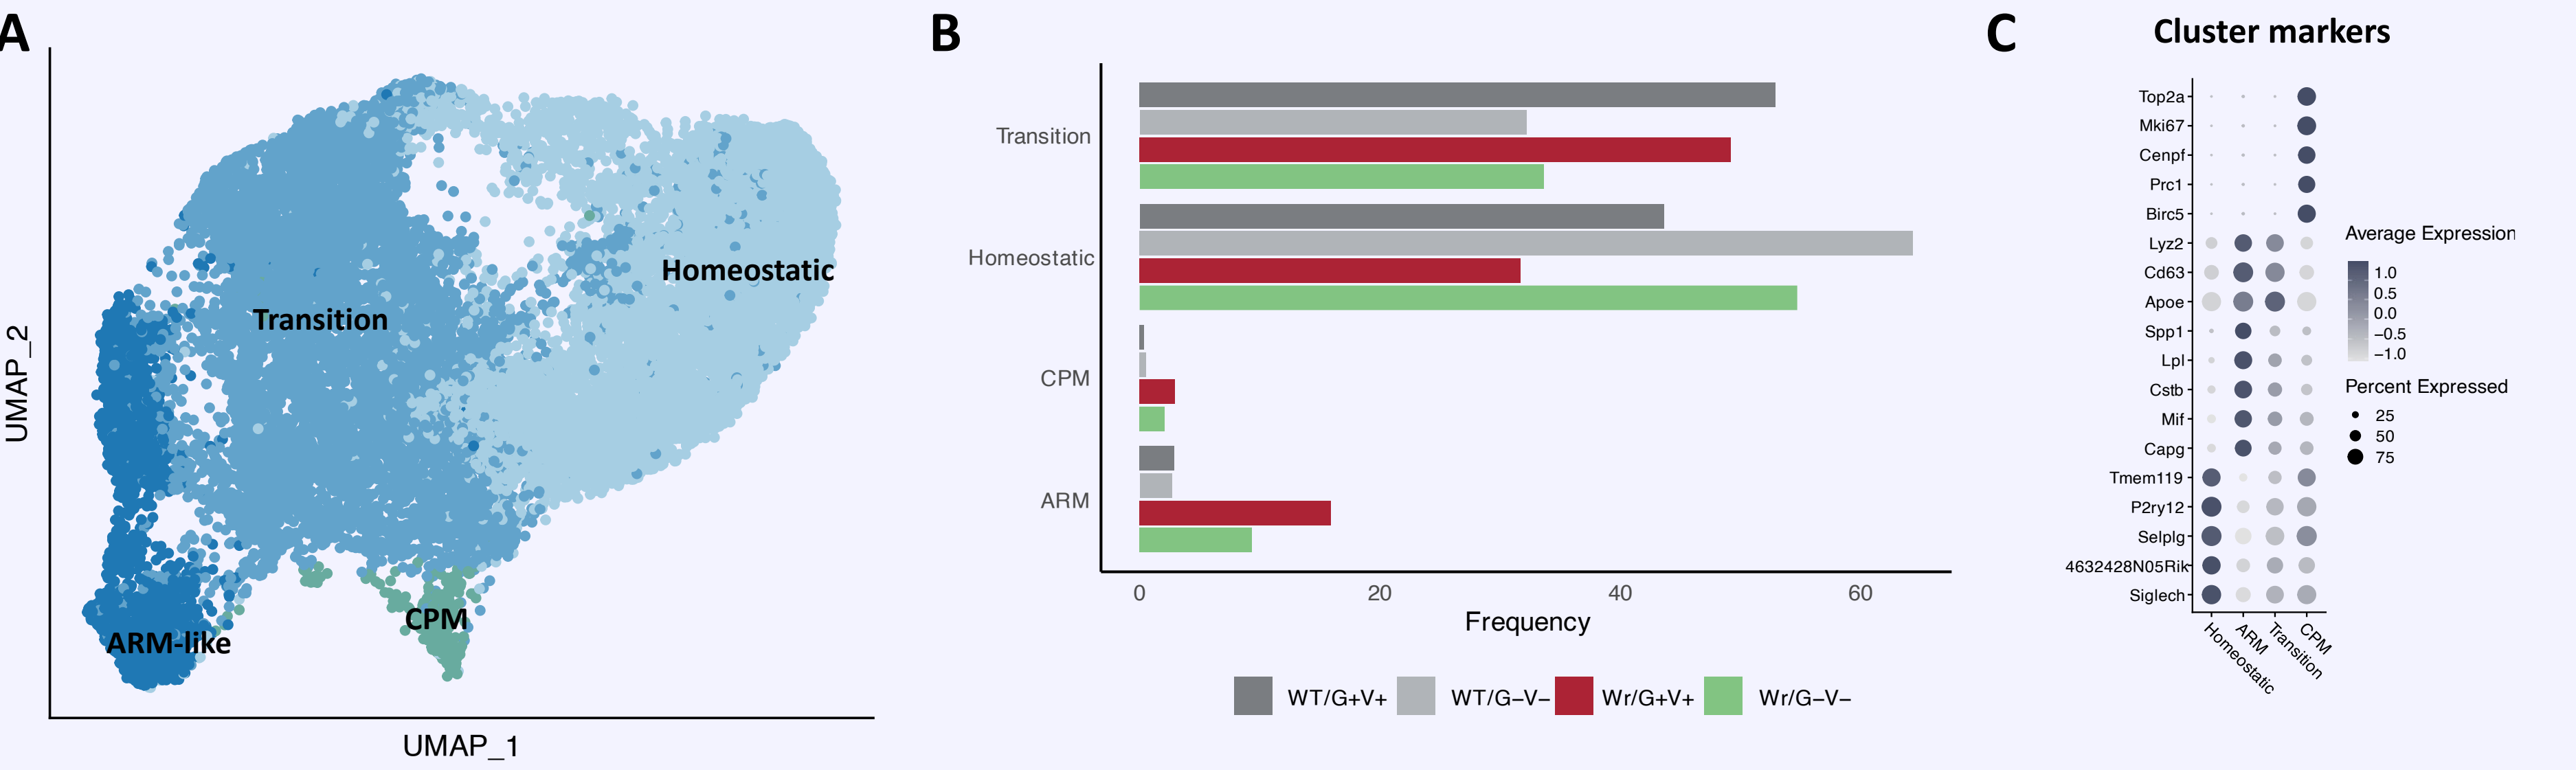 A
UMAP_2
Transition
Homeostatic
ARM-like
CPM
UMAP_1
B
Transition
Homeostatic
CPM
ARM
0
20
40
60
Frequency
WT/G+V+
WT/G−V−
Wr/G+V+
Wr/G−V−
C
Cluster markers
Top2a
Mki67
Cenpf
Prc1
Birc5
Lyz2
Cd63
Apoe
Spp1
Lpl
Cstb
Mif
Capg
Tmem119
P2ry12
Selplg
4632428N05Rik
Siglech
Homeostatic
ARM
Transition
CPM
Average Expression
1.0
0.5
0.0
−0.5
−1.0
Percent Expressed
25
50
75